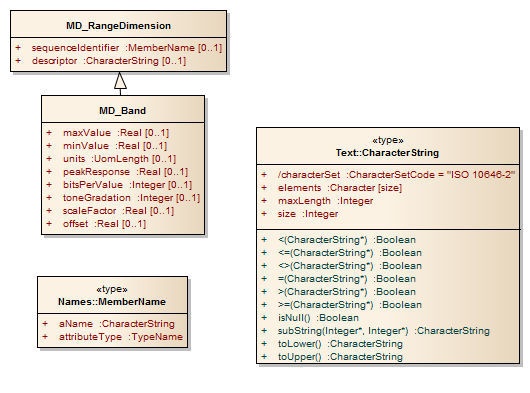 MD_RangeDimension
+ sequenceIdentifier :MemberName [0..1]
+ descriptor :CharacterString [0..1]
MD_Band
+ maxValue :Real [0..1]
+ minValue :Real [0..1]
+ units :UomLength [0..1]
+ peakResponse :Real [0..1]
+ bitsPerValue :Integer [0..1]
+ toneGradation :Integer [0..1]
+ scaleFactor :Real [0..1]
+ offset :Real [0..1]
«type»
Names::MemberName
+ aName :CharacterString
+ attributeType :TypeName
«type»
Text::CharacterString
+ /characterSet :CharacterSetCode = "ISO 10646-2"
+ elements :Character [size]
+ maxLength :Integer
+ size :Integer
+ <(CharacterString*) :Boolean
+ <=(CharacterString*) :Boolean
+ <>(CharacterString*) :Boolean
+ =(CharacterString*) :Boolean
+ >(CharacterString*) :Boolean
+ >=(CharacterString*) :Boolean
+ isNull() :Boolean
+ subString(Integer*, Integer*) :CharacterString
+ toLower() :CharacterString
+ toUpper() :CharacterString